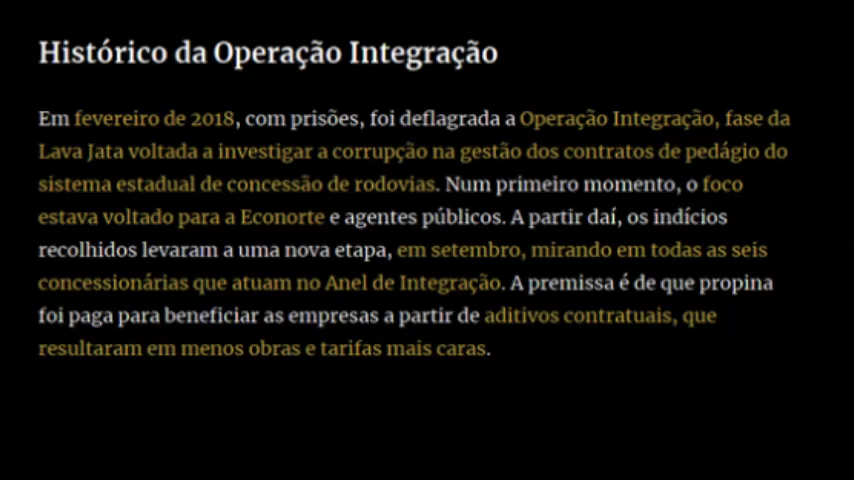 Histórico da Operação Integração
Em fevereiro de 2018, com prisões, foi deflagrada a Operação Integração, fase da
Lava Jata voltada a investigar a corrupção na gestão dos contratos de pedágio do
sistema estadual de concessão de rodovias. Num primeiro momento, o foco
estava voltado para a Econorte e agentes públicos. A partir daí, os indícios
recolhidos levaram a uma nova etapa, em setembro, mirando em todas as seis
concessionárias que atuam no Anel de Integração. A premissa é de que propina
foi paga para beneficiar as empresas a partir de aditivos contratuais, que
resultaram em menos obras e tarifas mais caras.